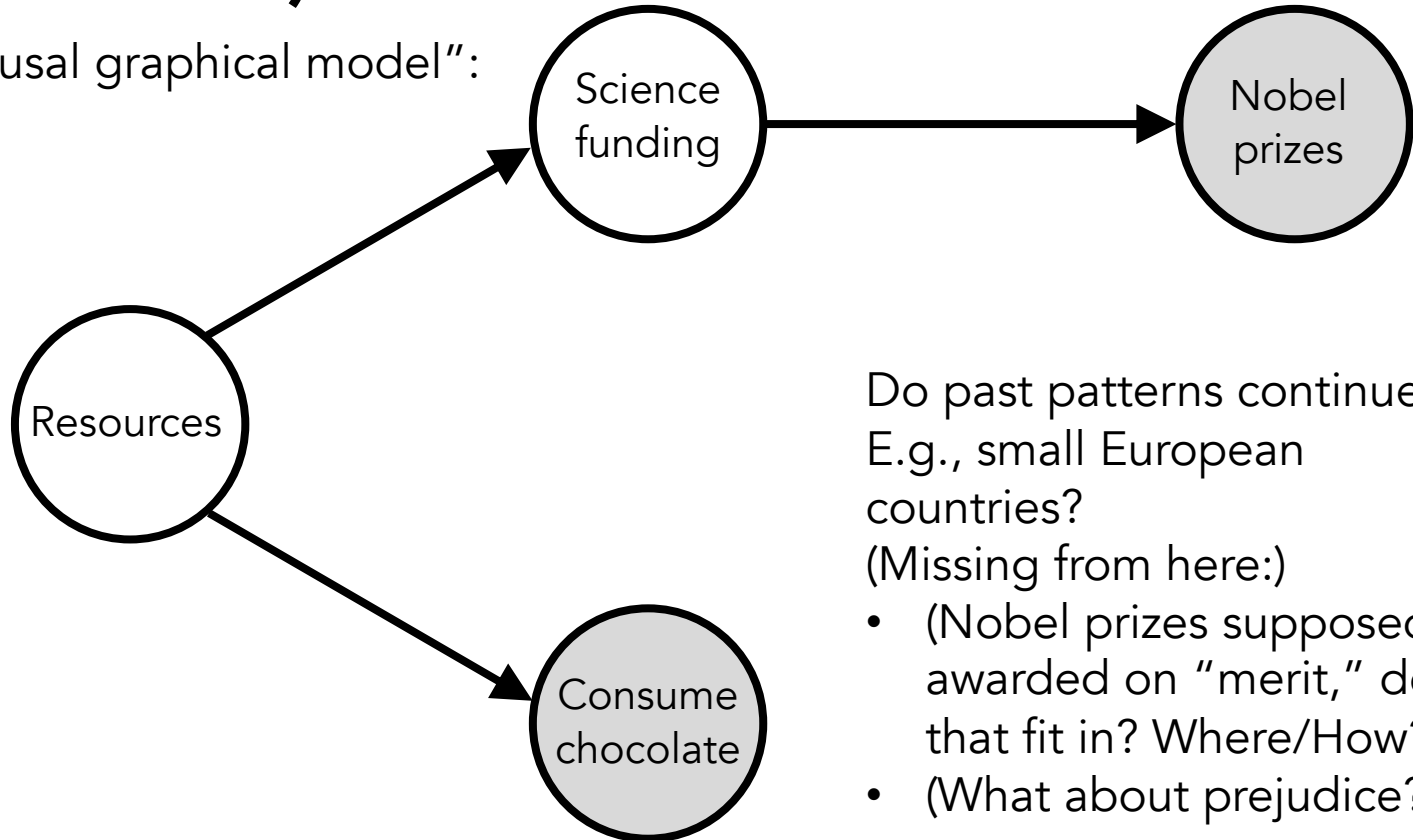 usal graphical model”:
Science
funding
Nobel
prizes
Resources
Consume
chocolate
Do past patterns continue
E.g., small European
countries?
(Missing from here:)
• (Nobel prizes supposed
awarded on “merit,” do
that fit in? Where/How?
• (What about prejudice?